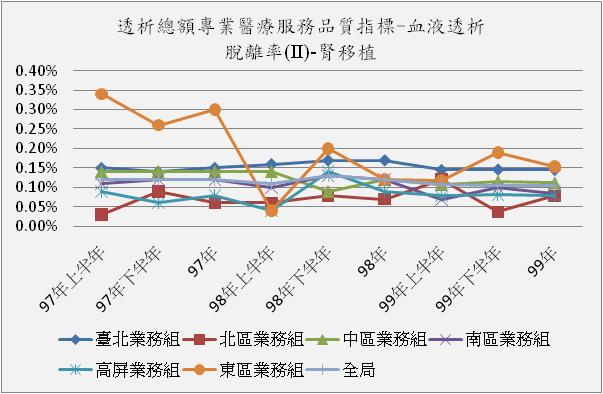 透析總額專業醫療服務品質指標-血液透析
脫離率(II)-腎移植
0.40%
0.35%
0.30%
0.25%
0.20%
0.15%
0.10%
0.05%
0.00%
97年上半年
97年下半年
97年
98年上半年
98年下半年
98年
99年上半年
99年下半年
99年
臺北業務組 北區業務組 中區業務組 南區業務組
高屏業務組 東區業務組 全局